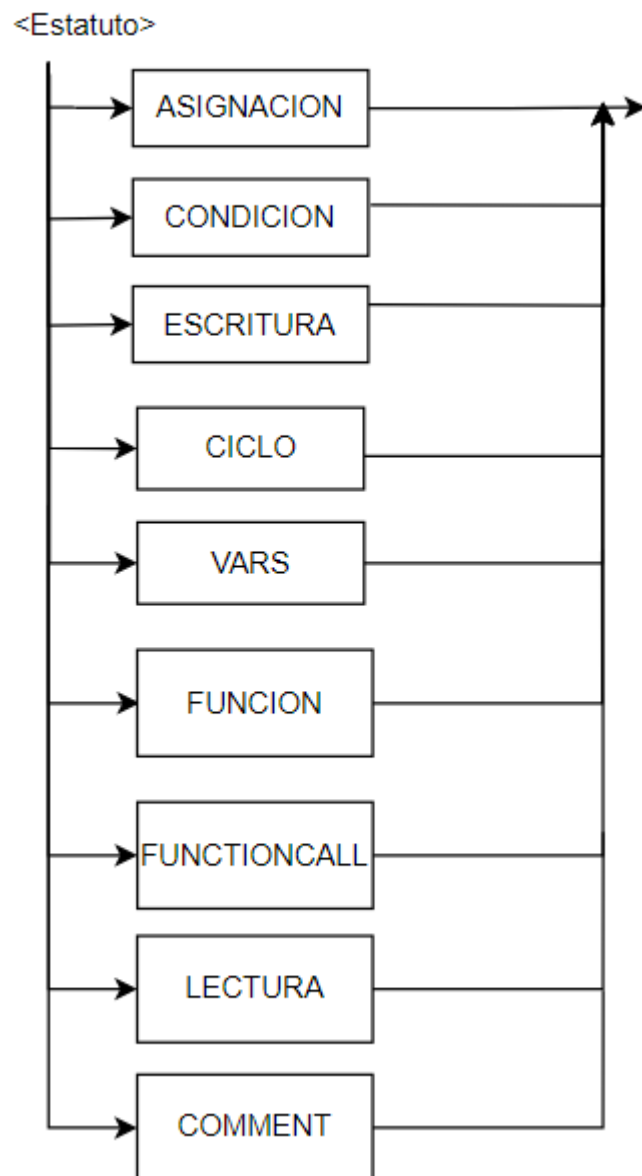 <Estatuto>
ASIGNACION
CONDICION
ESCRITURA
CICLO
VARS
FUNCION
FUNCTIONCALL
LECTURA
COMMENT